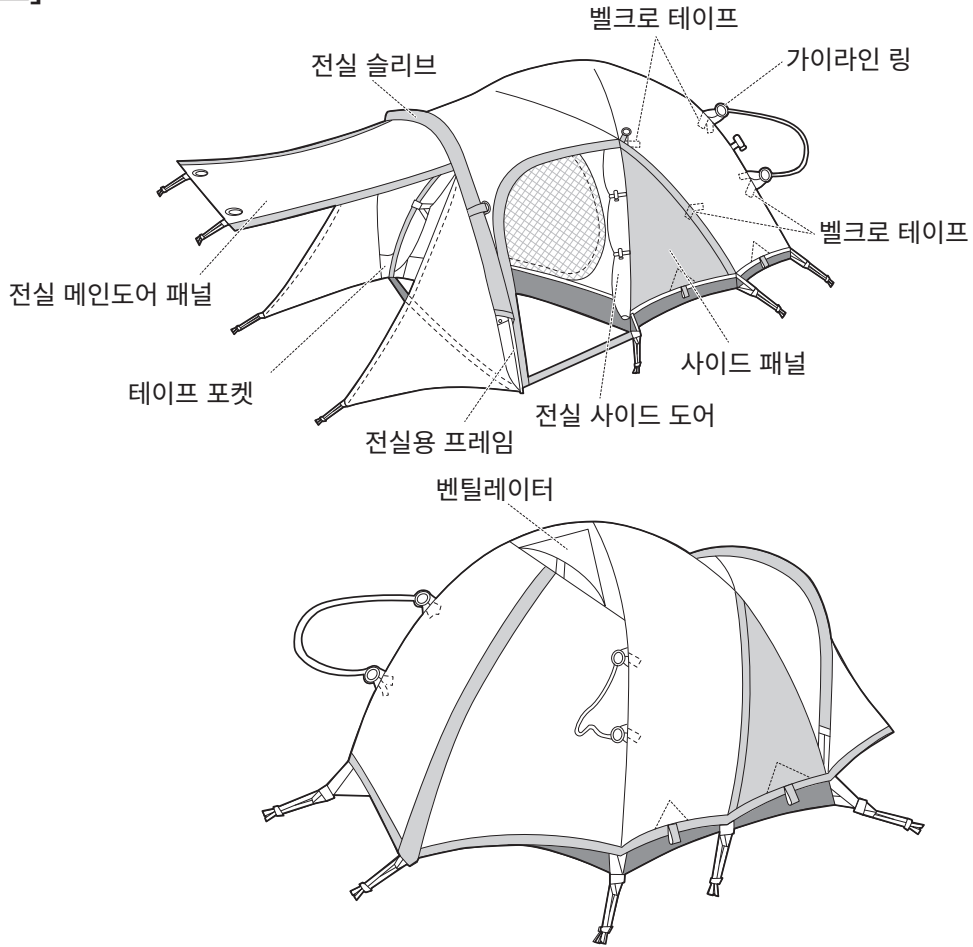 벨크로 테이프
전실 슬리브
가이라인 링
벨크로 테이프
전실 메인도어 패널
사이드 패널
테이프 포켓
전실 사이드 도어
전실용 프레임
벤틸레이터